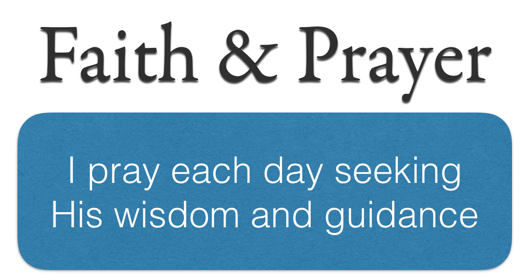 Faith & Prayer
I pray each day seeking
His wisdom and guidance